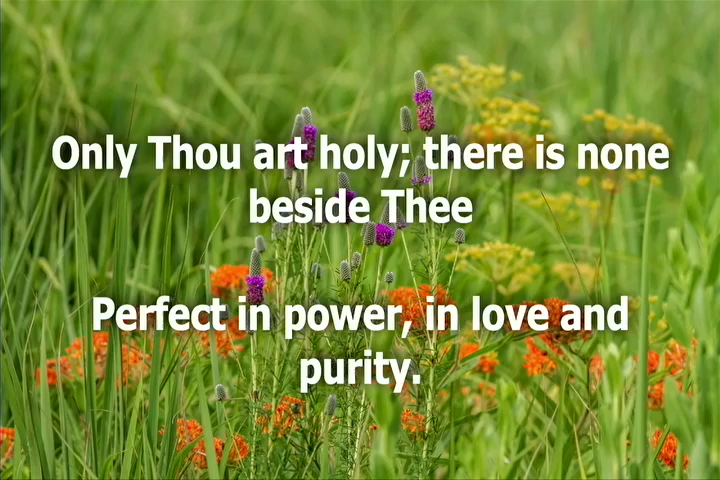 Only Thou art holy; there is none
beside Thee
Perfect in power, in love and
purity.